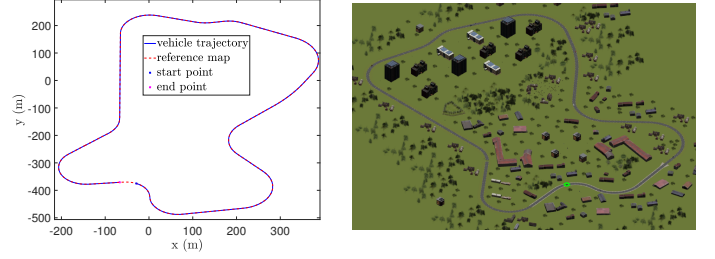 200
100
0
-100
-200
-300
-400
-500
y (m)
vehicle trajectory
reference map
start point
end point
-200
-100
0
100
200
300
x (m)